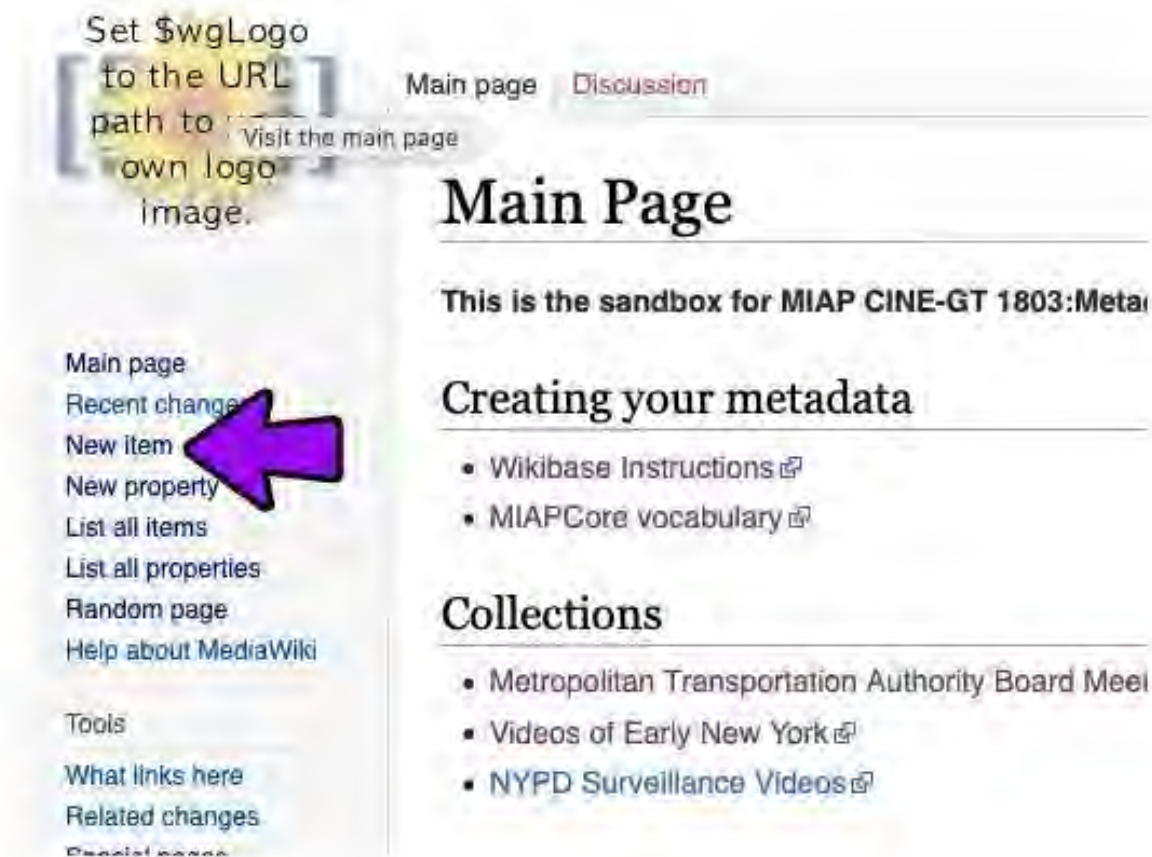 Set $wgLogo
to the URL
path to
own logo
image.
Visit the main page
Main page Discussion
Main Page
This is the sandbox for MIAP CINE-GT 1803:
Creating your metadata
Wikibase Instructions
MIAPCore vocabulary
Collections
Metropolitan Transportation Authority Board
Videos of Early New York
NYPD Surveillance Videos
Main page
Recent
New item
New property
List all items
List all properties
Random page
Help about MediaWiki
Tools
What links here
Related changes